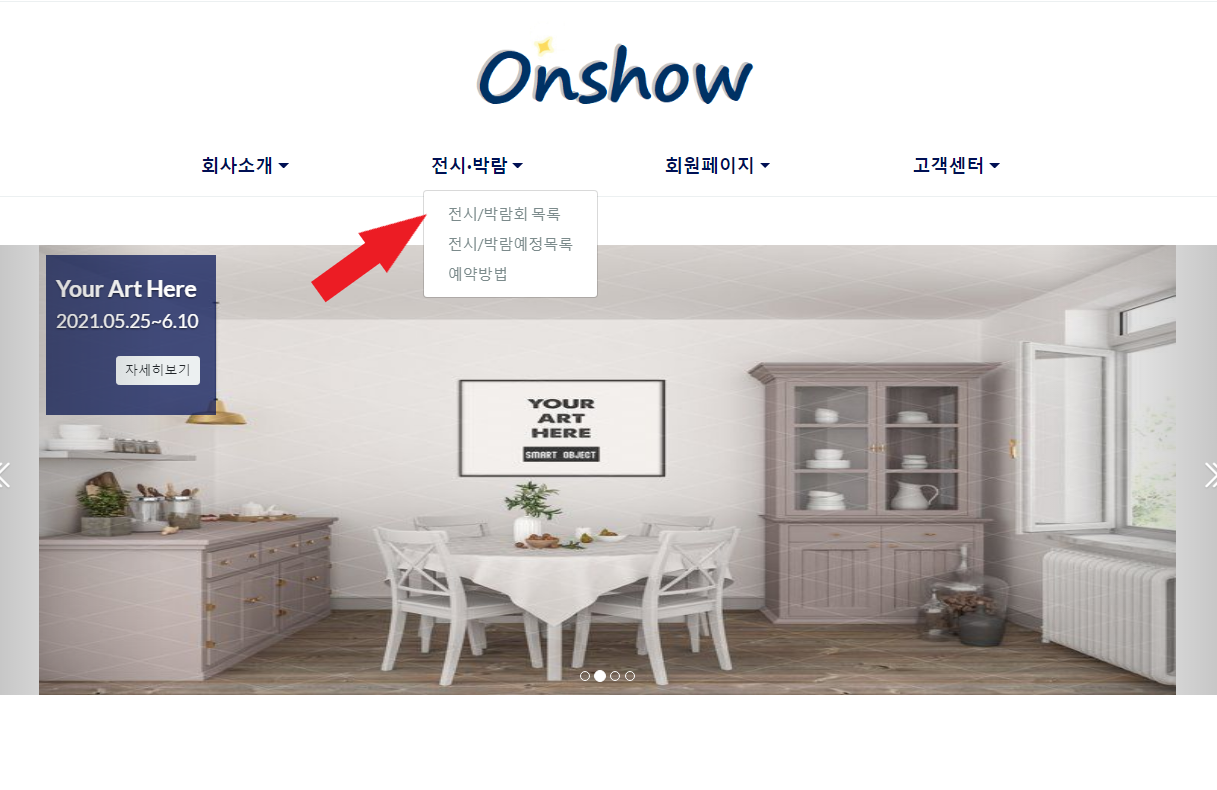 Onshow
회사소개
전시·박람
회원페이지
고객센터
전시/박람회 목록
전시/박람예정목록
예약방법
Your Art Here
2021.05.25~6.10
자세히보기
YOUR
ART
HERE
SMART OBJECT